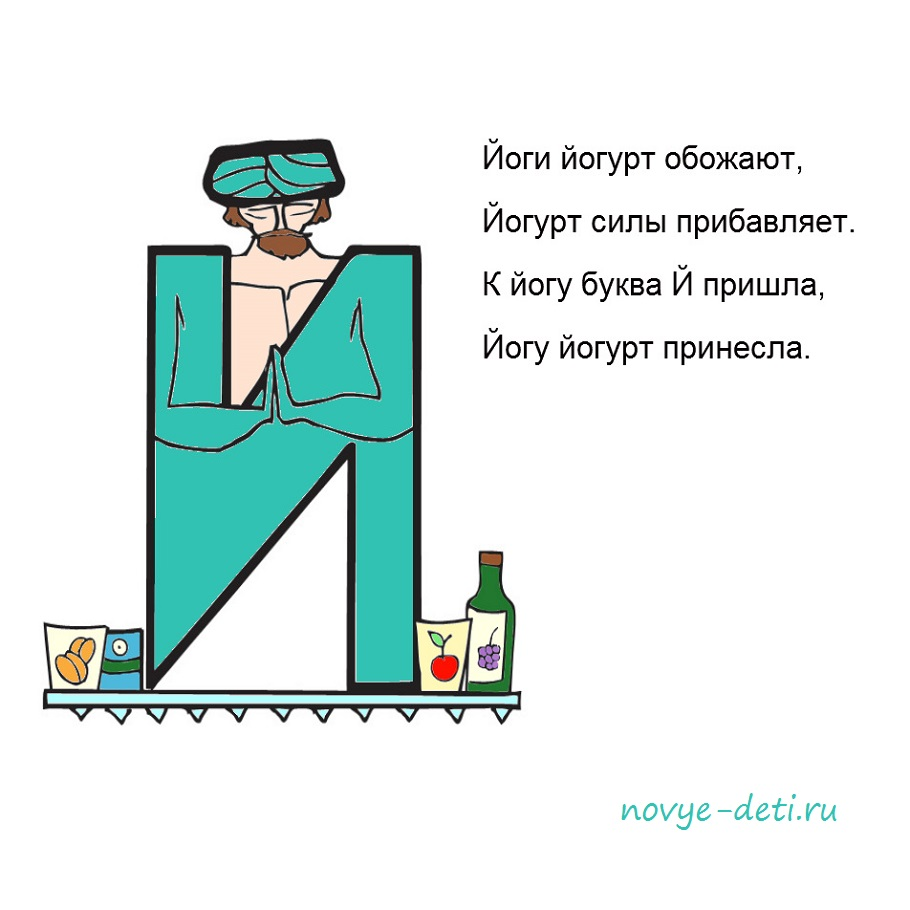 Йоги йогурт обожают,
Йогурт силы прибавляет.
К йогу буква Й пришла,
Йогу йогурт принесла.
novye-deti.ru